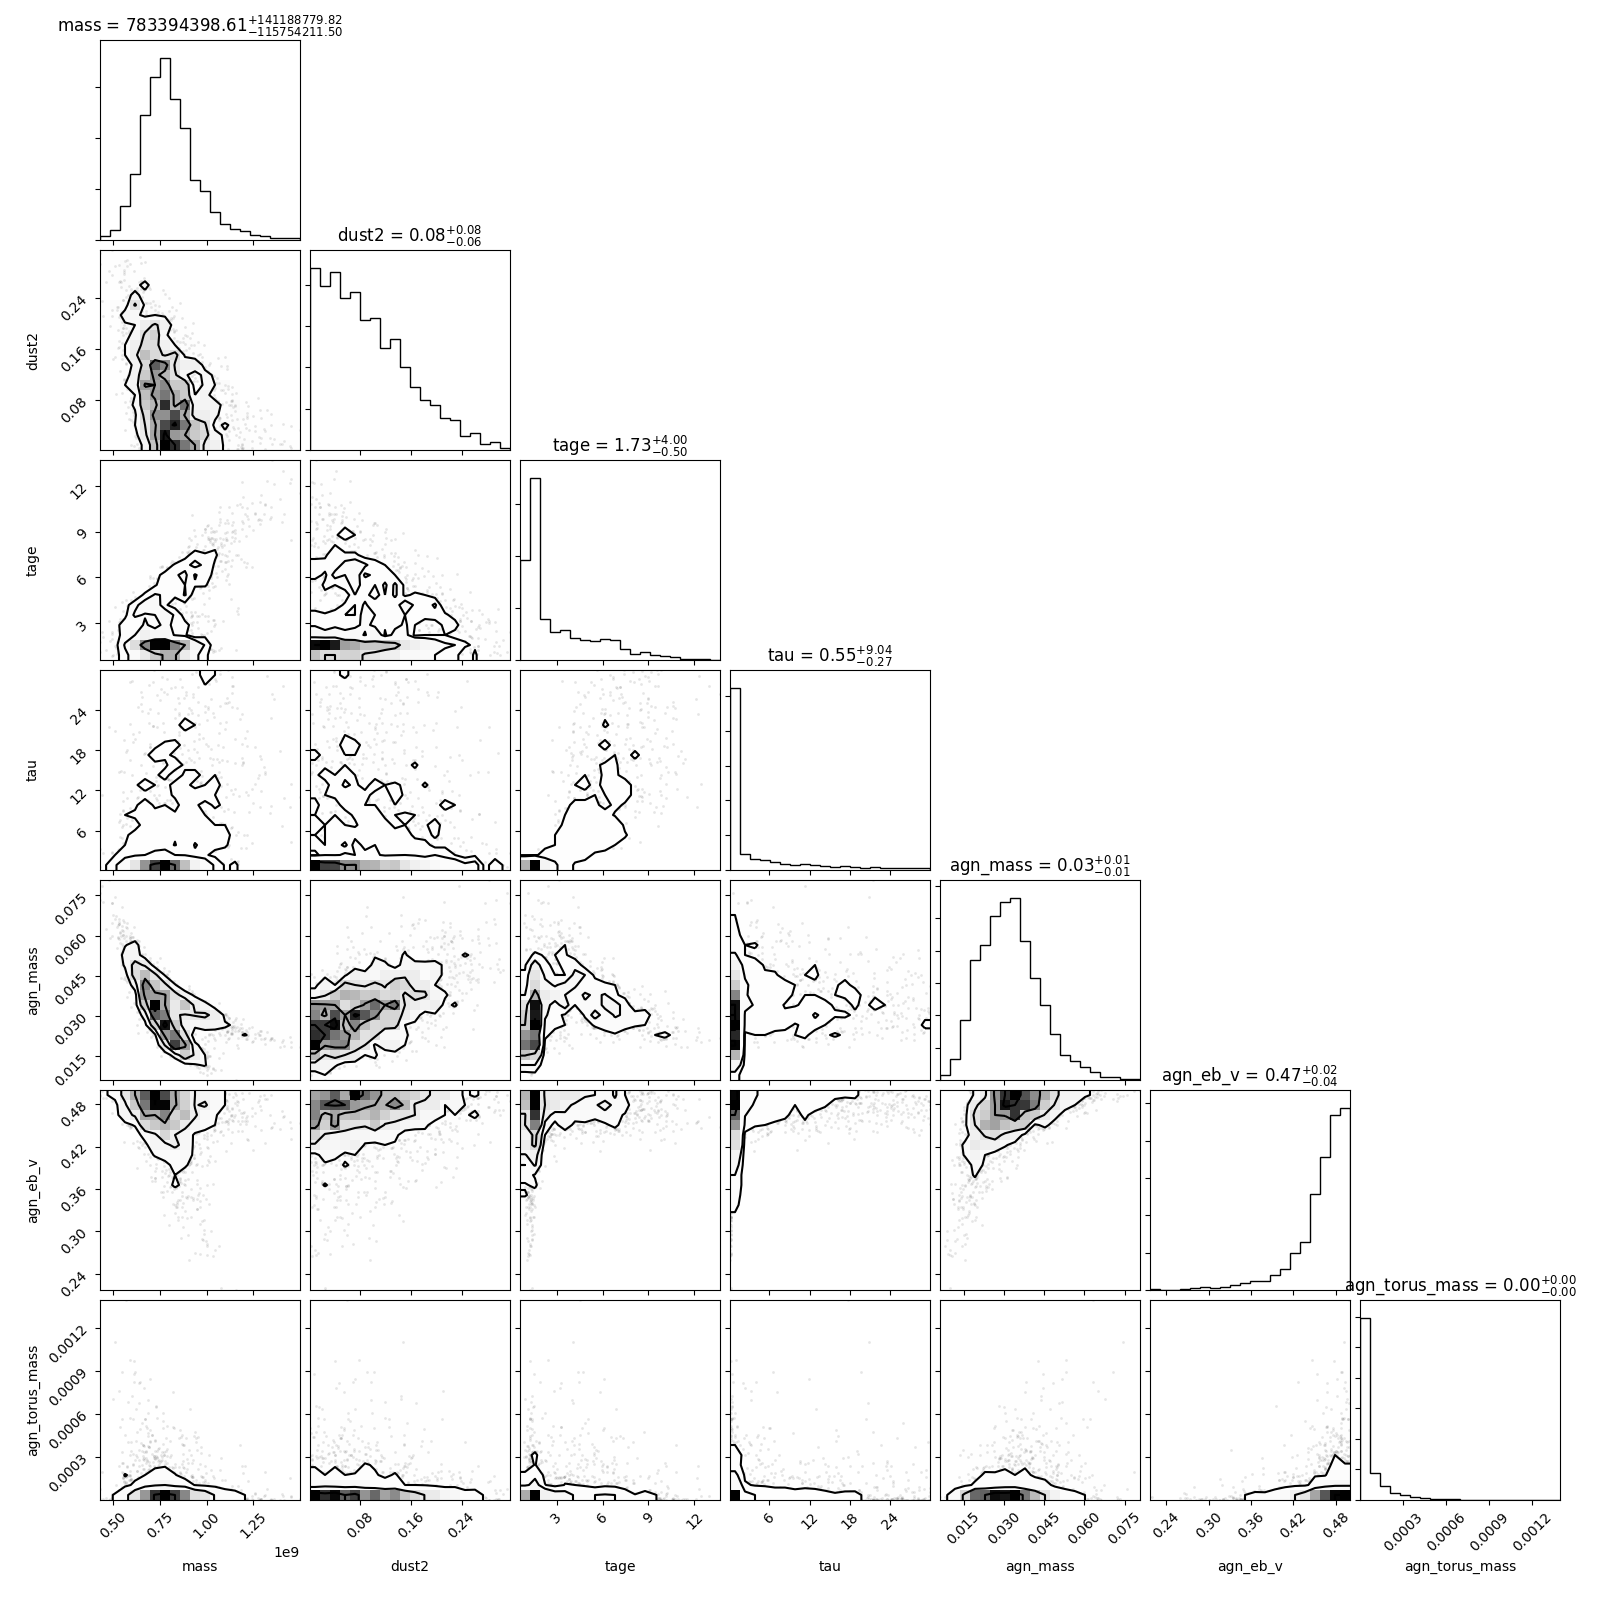 mass = 783394398.61+141188779.82−115754211.50
dust2 = 0.08+0.08−0.06
dust2
0.24
0.16
0.08
tage = 1.73+4.00−0.50
tage
12
9
6
3
tau = 0.55+9.04−0.27
tau
24
18
12
6
agn_mass = 0.03+0.01−0.01
agn_mass
0.075
0.060
0.045
0.030
0.015
agn_eb_v = 0.47+0.02−0.04
agn_eb_v
0.48
0.42
0.36
0.30
0.24
agn_torus_mass = 0.00+0.00−0.00
agn_torus_mass
0.0012
0.0009
0.0006
0.0003
0.50 0.75 1.00 1.25 0.08 0.16 0.24 3 6 9 12 6 12 18 24 0.015 0.030 0.045 0.060 0.075 0.24 0.30 0.36 0.42 0.48 0.0003 0.0006 0.0009 0.0012
1e9
mass dust2 tage tau agn_mass agn_eb_v agn_torus_mass